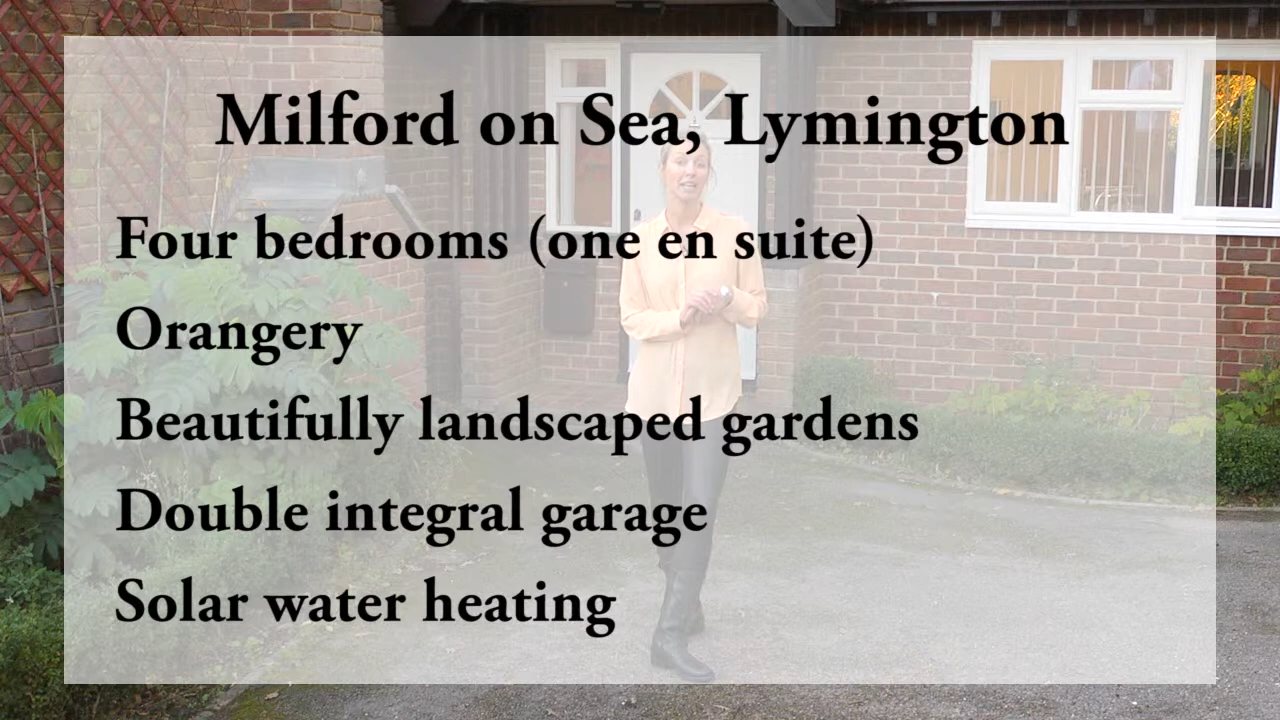 Milford on Sea, Lymington
Four bedrooms (one en suite)
Orangery
Beautifully landscaped gardens
Double integral garage
Solar water heating